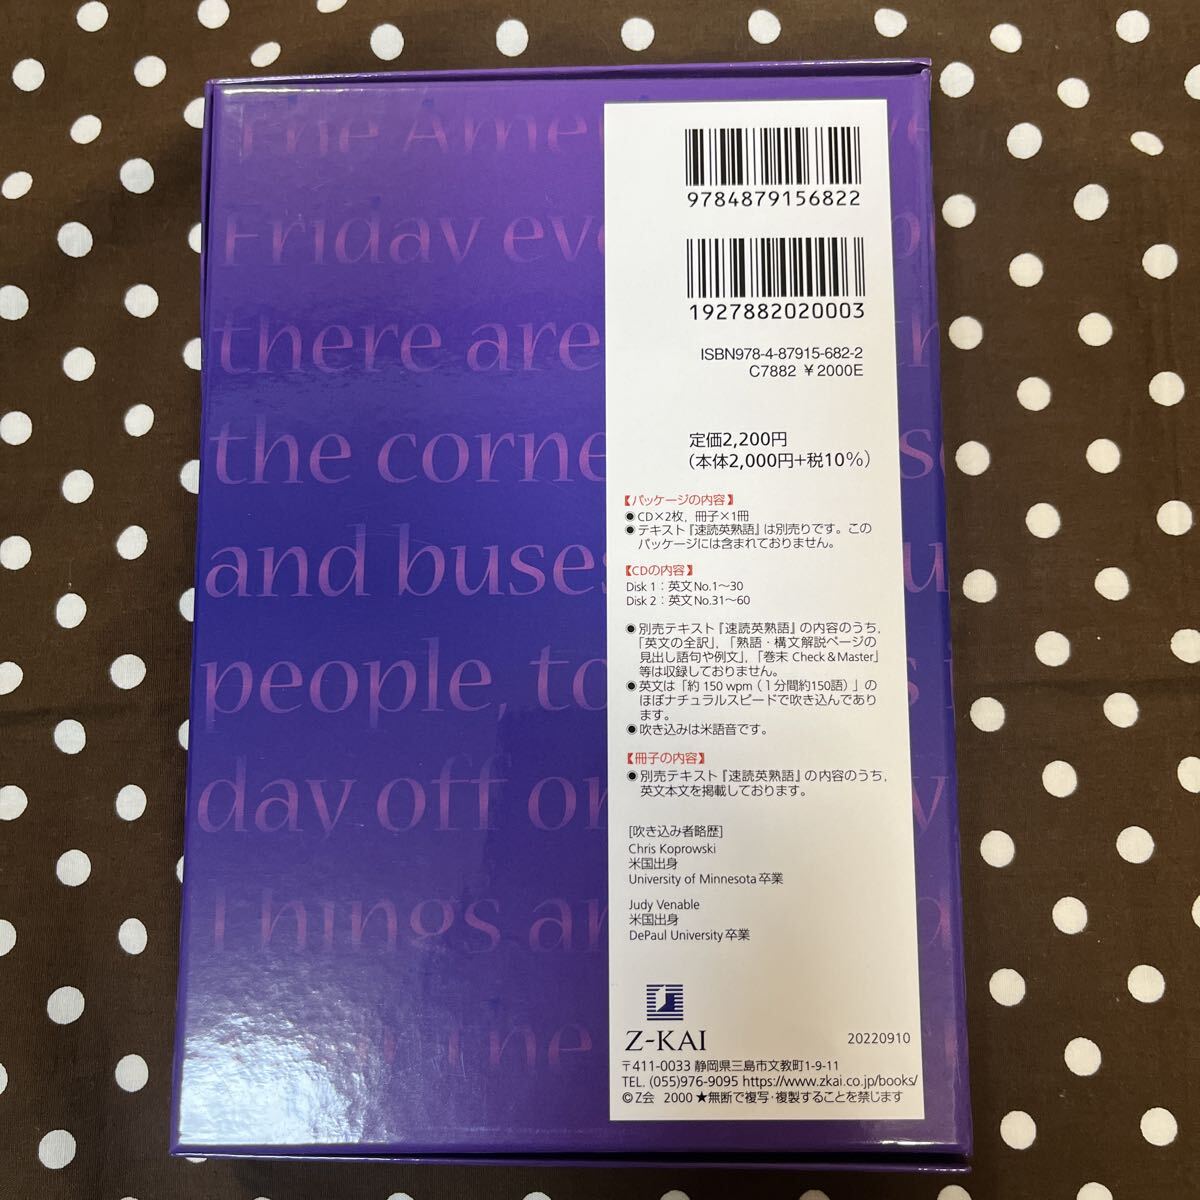 The Ame
Friday eve
there are
the corne
and buses
people, to
day off on
Things a
The
9784879156822
1927882020003
ISBN978-4-87915-682-2
C7882 ¥2000E
定価2,200円
(本体2,000円+税10%)
【パッケージの内容】
●CD×2枚，冊子×1冊
●テキスト『速読英熟語』は別売りです。この
パッケージには含まれておりません。
【CDの内容】
Disk 1：英文No.1～30
Disk 2：英文No.31～60
●別売テキスト『速読英熟語』の内容のうち，
「英文の全訳」，「熟語・構文解説ページの
見出し語句や例文」，「巻末 Check＆Master」
等は収録しておりません。
●英文は「約 150 wpm（1分間約150語）」の
ほぼナチュラルスピードで吹き込んであり
ます。
●吹き込みは米語音です。
【冊子の内容】
●別売テキスト『速読英熟語』の内容のうち，
英文本文を掲載しております。
[吹き込み者略歴]
Chris Koprowski
米国出身
University of Minnesota 卒業
Judy Venable
米国出身
DePaul University 卒業
Z-KAI
20220910
〒411-0033 静岡県三島市文教町1-9-11
TEL. (055)976-9095 https://www.zkai.co.jp/books/
©Z会 2000 ★無断で複写・複製することを禁じます